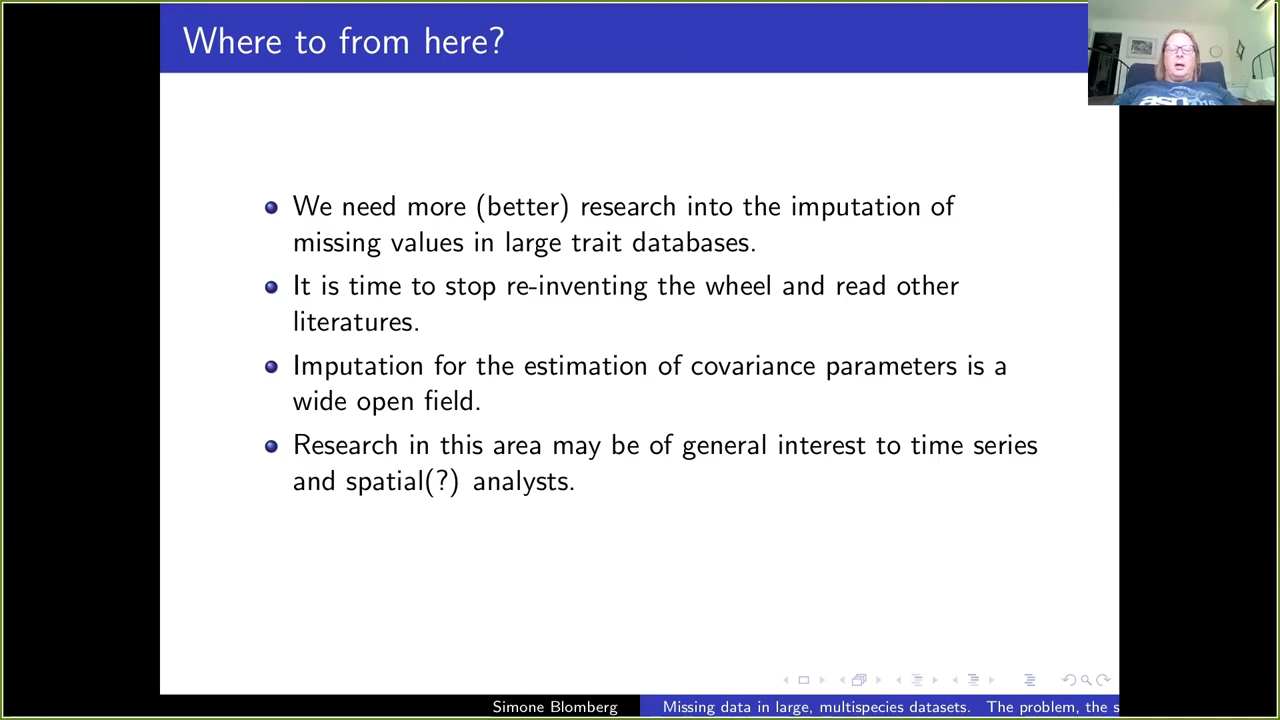 Where to from here?
We need more (better) research into the imputation of
missing values in large trait databases.
It is time to stop re-inventing the wheel and read other
literatures.
Imputation for the estimation of covariance parameters is a
wide open field.
Research in this area may be of general interest to time series
and spatial(?) analysts.
Simone Blomberg
Missing data in large, multispecies datasets. The problem, the s